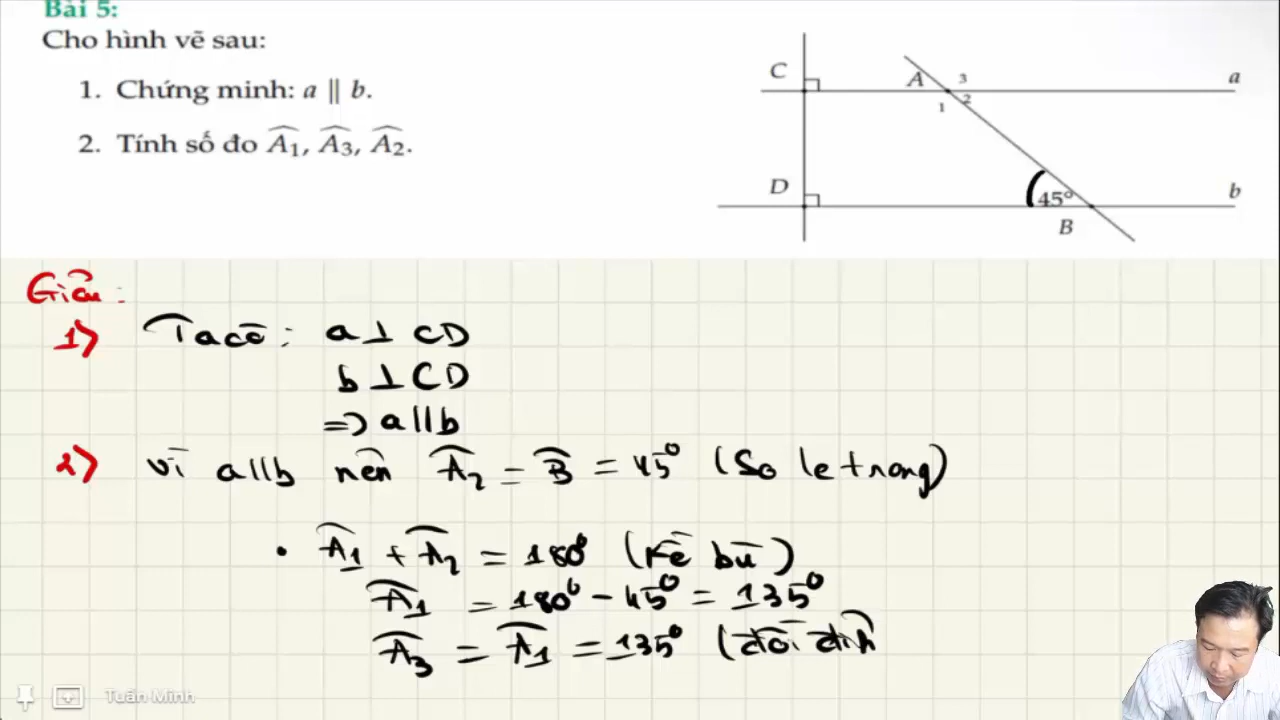 Bài 5:
Cho hình vẽ sau:
1. Chứng minh: a ∥ b.
2. Tính số đo Â₁, Â₃, Â₂.
C A 3 a
1 2
D 45° b
B
Giải:
1) Ta có: a ⊥ CD
b ⊥ CD
=> a // b
2) Vì a // b nên Â₂ = B̂ = 45° (So le trong)
• Â₁ + Â₂ = 180° (Kề bù)
Â₁ = 180° - 45° = 135°
Â₃ = Â₁ = 135° (đối đỉnh
Tuấn Minh